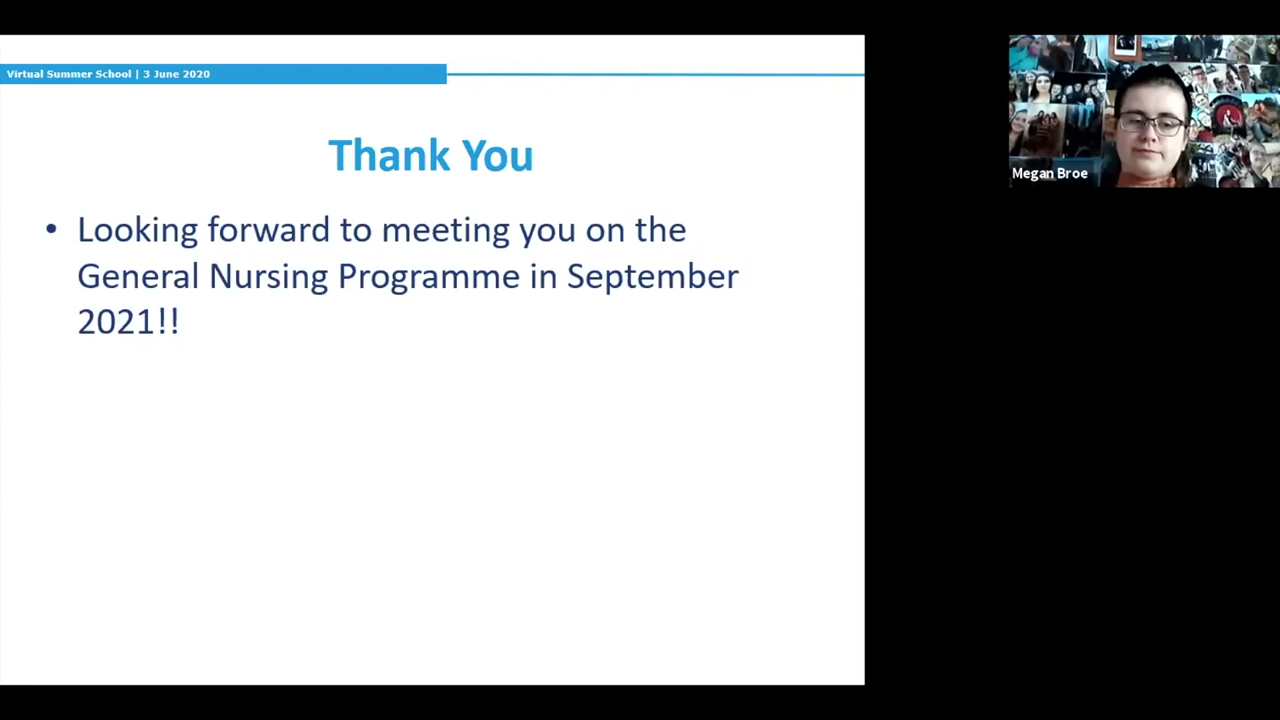 Virtual Summer School | 3 June 2020
Thank You
• Looking forward to meeting you on the
General Nursing Programme in September
2021!!
Megan Broe